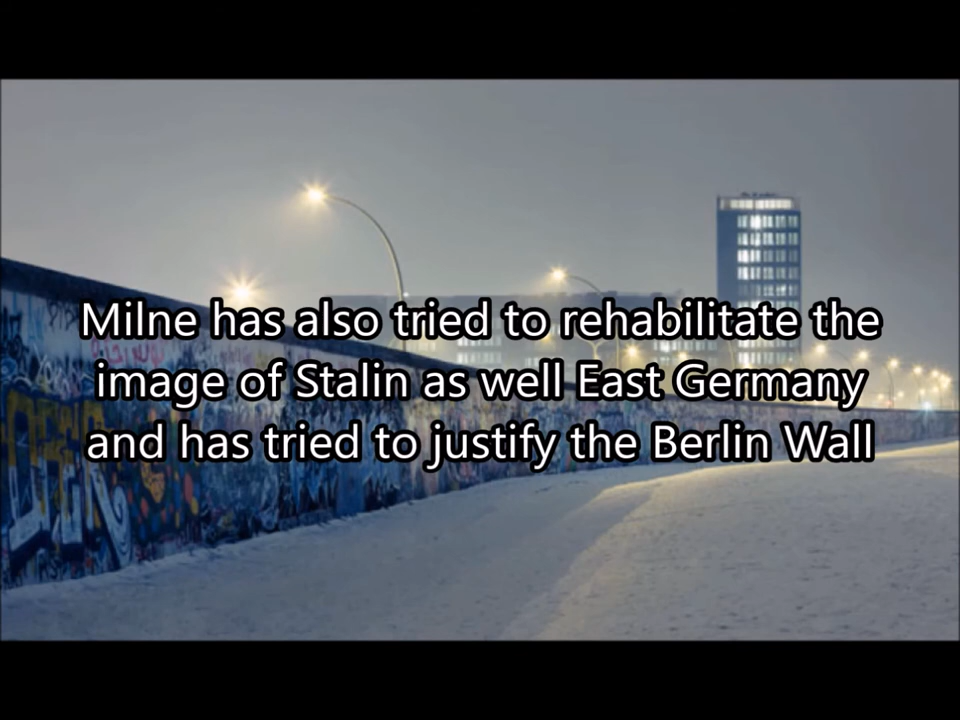 Milne has also tried to rehabilitate the
image of Stalin as well East Germany
and has tried to justify the Berlin Wall